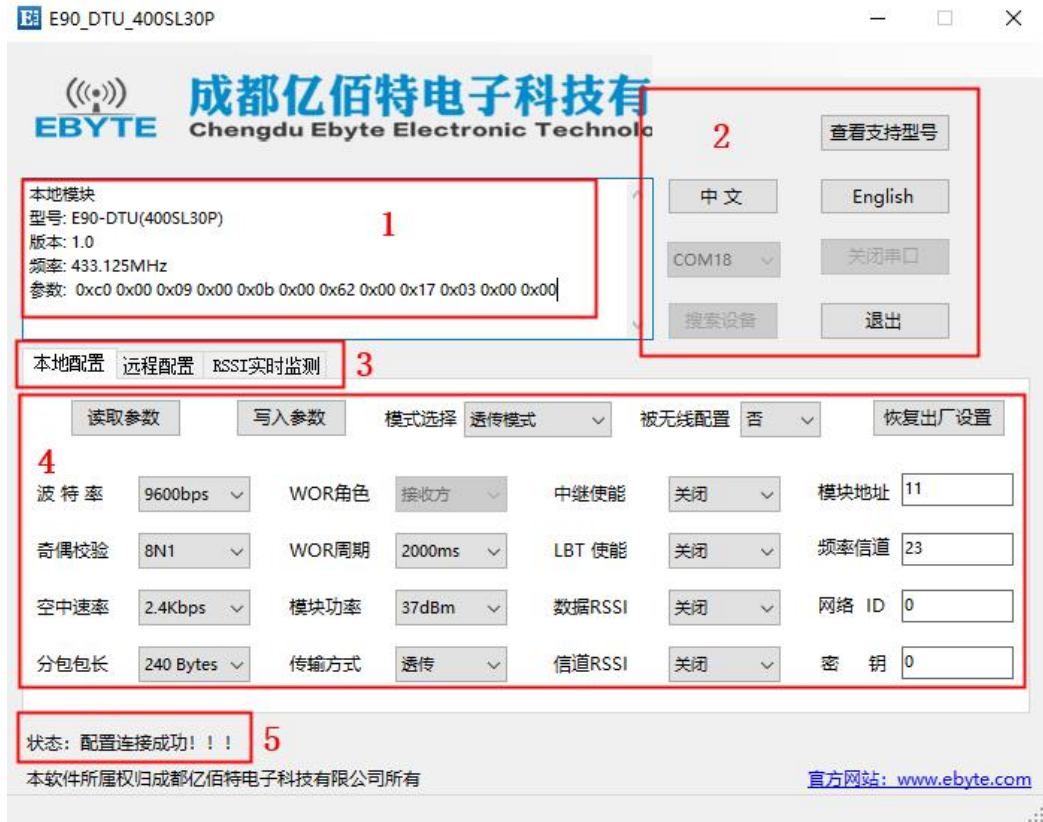 E90_DTU_400SL30P
EBYTE
成都亿佰特电子科技有
Chengdu Ebyte Electronic Technolo
2
查看支持型号
中 文
English
COM18
关闭串口
搜索设备
退出
本地模块
型号: E90-DTU(400SL30P)
1
版本: 1.0
频率: 433.125MHz
参数: 0xc0 0x00 0x09 0x00 0x0b 0x00 0x62 0x00 0x17 0x03 0x00 0x00
本地配置 远程配置 RSSI实时监测 3
读取参数 写入参数 模式选择 透传模式 被无线配置 否 恢复出厂设置
4
波 特 率 9600bps WOR角色 接收方 中继使能 关闭 模块地址 11
奇偶校验 8N1 WOR周期 2000ms LBT 使能 关闭 频率信道 23
空中速率 2.4Kbps 模块功率 37dBm 数据RSSI 关闭 网络 ID 0
分包包长 240 Bytes 传输方式 透传 信道RSSI 关闭 密 钥 0
状态: 配置连接成功! ! ! 5
本软件所属权归成都亿佰特电子科技有限公司所有 官方网站: www.ebyte.com